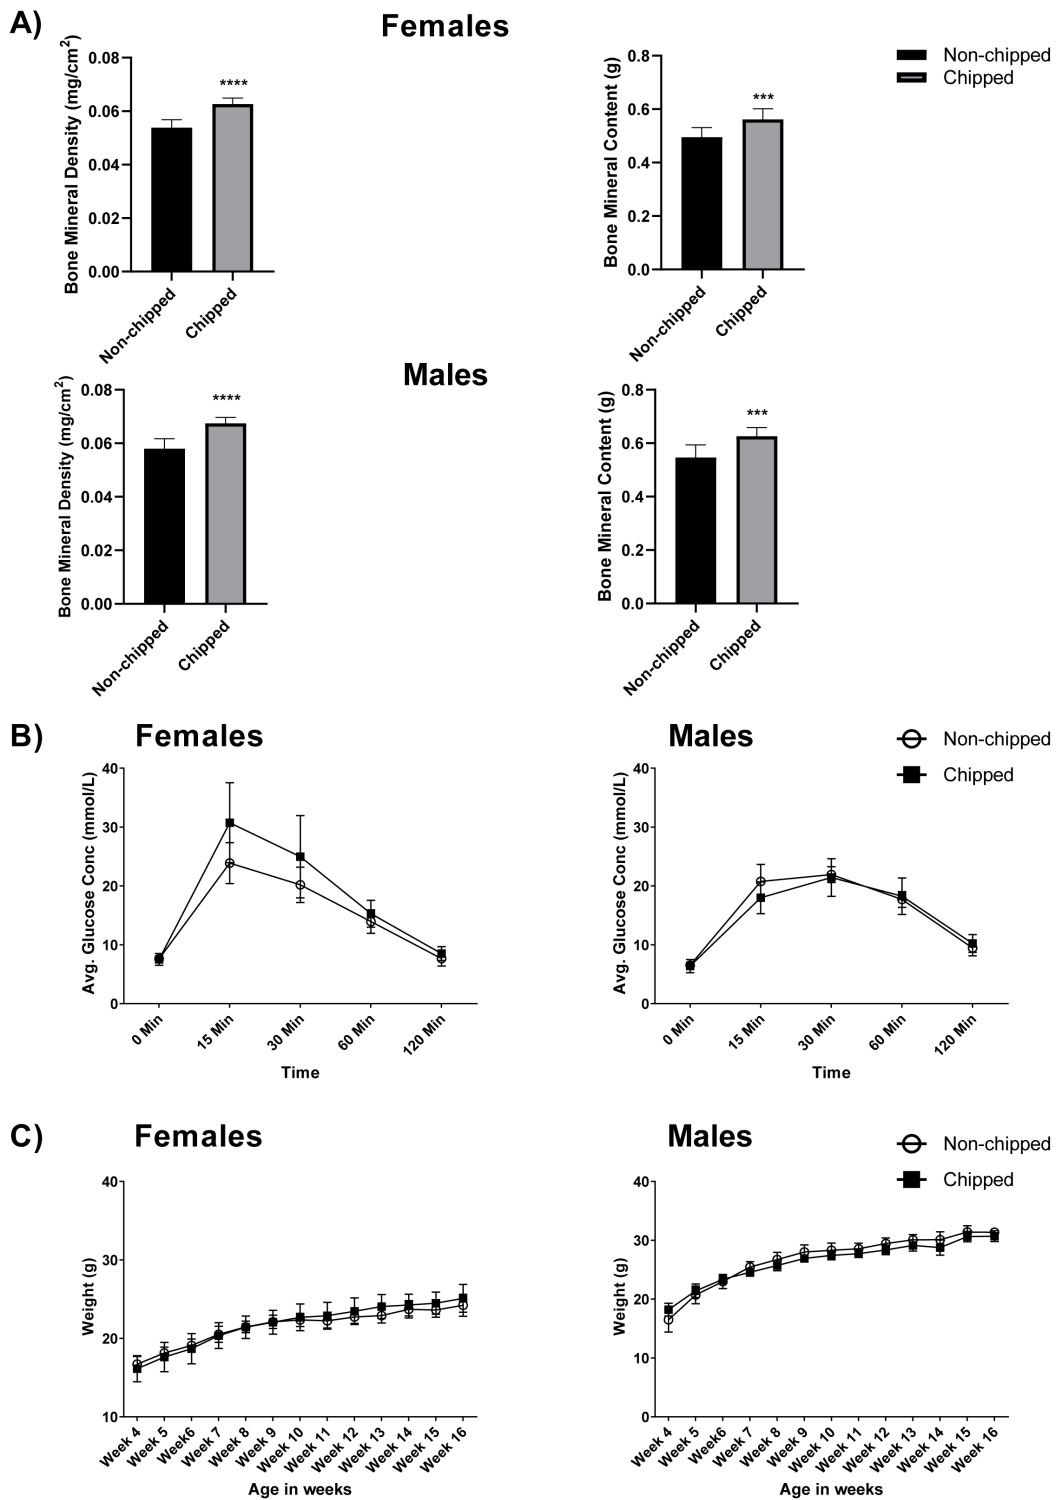 A)
Females
Bone Mineral Density (mg/cm²)
0.08
0.06
0.04
0.02
0.00
****
Non-chipped
Chipped
Bone Mineral Content (g)
0.8
0.6
0.4
0.2
0.0
***
Non-chipped
Chipped
Non-chipped
Chipped
Males
Bone Mineral Density (mg/cm²)
0.08
0.06
0.04
0.02
0.00
****
Non-chipped
Chipped
Bone Mineral Content (g)
0.8
0.6
0.4
0.2
0.0
***
Non-chipped
Chipped
B)
Females
Avg. Glucose Conc (mmol/L)
40
30
20
10
0
0 Min
15 Min
30 Min
60 Min
120 Min
Time
Males
Avg. Glucose Conc (mmol/L)
40
30
20
10
0
0 Min
15 Min
30 Min
60 Min
120 Min
Time
Non-chipped
Chipped
C)
Females
Weight (g)
40
30
20
10
Week 4
Week 5
Week6
Week 7
Week 8
Week 9
Week 10
Week 11
Week 12
Week 13
Week 14
Week 15
Week 16
Age in weeks
Males
Weight (g)
40
30
20
10
0
Week 4
Week 5
Week6
Week 7
Week 8
Week 9
Week 10
Week 11
Week 12
Week 13
Week 14
Week 15
Week 16
Age in weeks
Non-chipped
Chipped